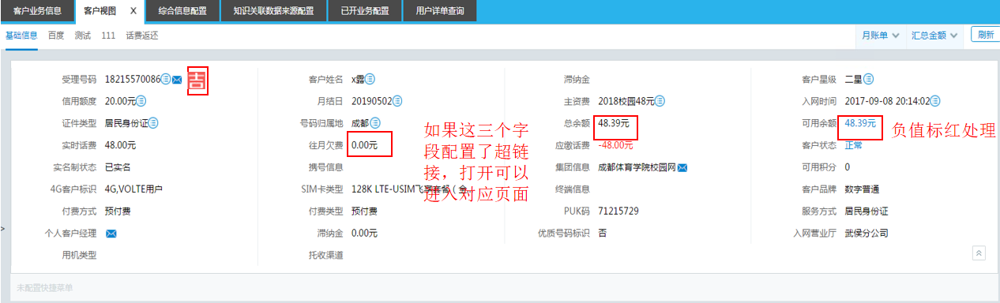 客户业务信息 客户视图 X 综合信息配置 知识关联数据来源配置 已开业务配置 用户详单查询
基础信息 百度 测试 111 话费返还 月账单 汇总金额 刷新
受理号码 18215570086 吉 客户姓名 x露 滞纳金 客户星级 二星
信用额度 20.00元 月结日 20190502 主资费 2018校园48元 入网时间 2017-09-08 20:14:02
证件类型 居民身份证 号码归属地 成都 总余额 48.39元 可用余额 48.39元
实时话费 48.00元 往月欠费 0.00元 应缴话费 -48.00元 客户状态 正常
实名制状态 已实名 携号信息 集团信息 成都体育学院校园网 可用积分 0
4G客户标识 4G,VOLTE用户 SIM卡类型 128K LTE-USIM飞享套餐（全... 终端信息 客户品牌 数字普通
付费方式 预付费 付费类型 预付费 PUK码 71215729 服务方式 居民身份证
个人客户经理 滞纳金 0.00元 优质号码标识 否 入网营业厅 武侯分公司
用机类型 托收渠道
如果这三个字
段配置了超链
接，打开可以
进入对应页面
负值标红处理
未配置快捷菜单